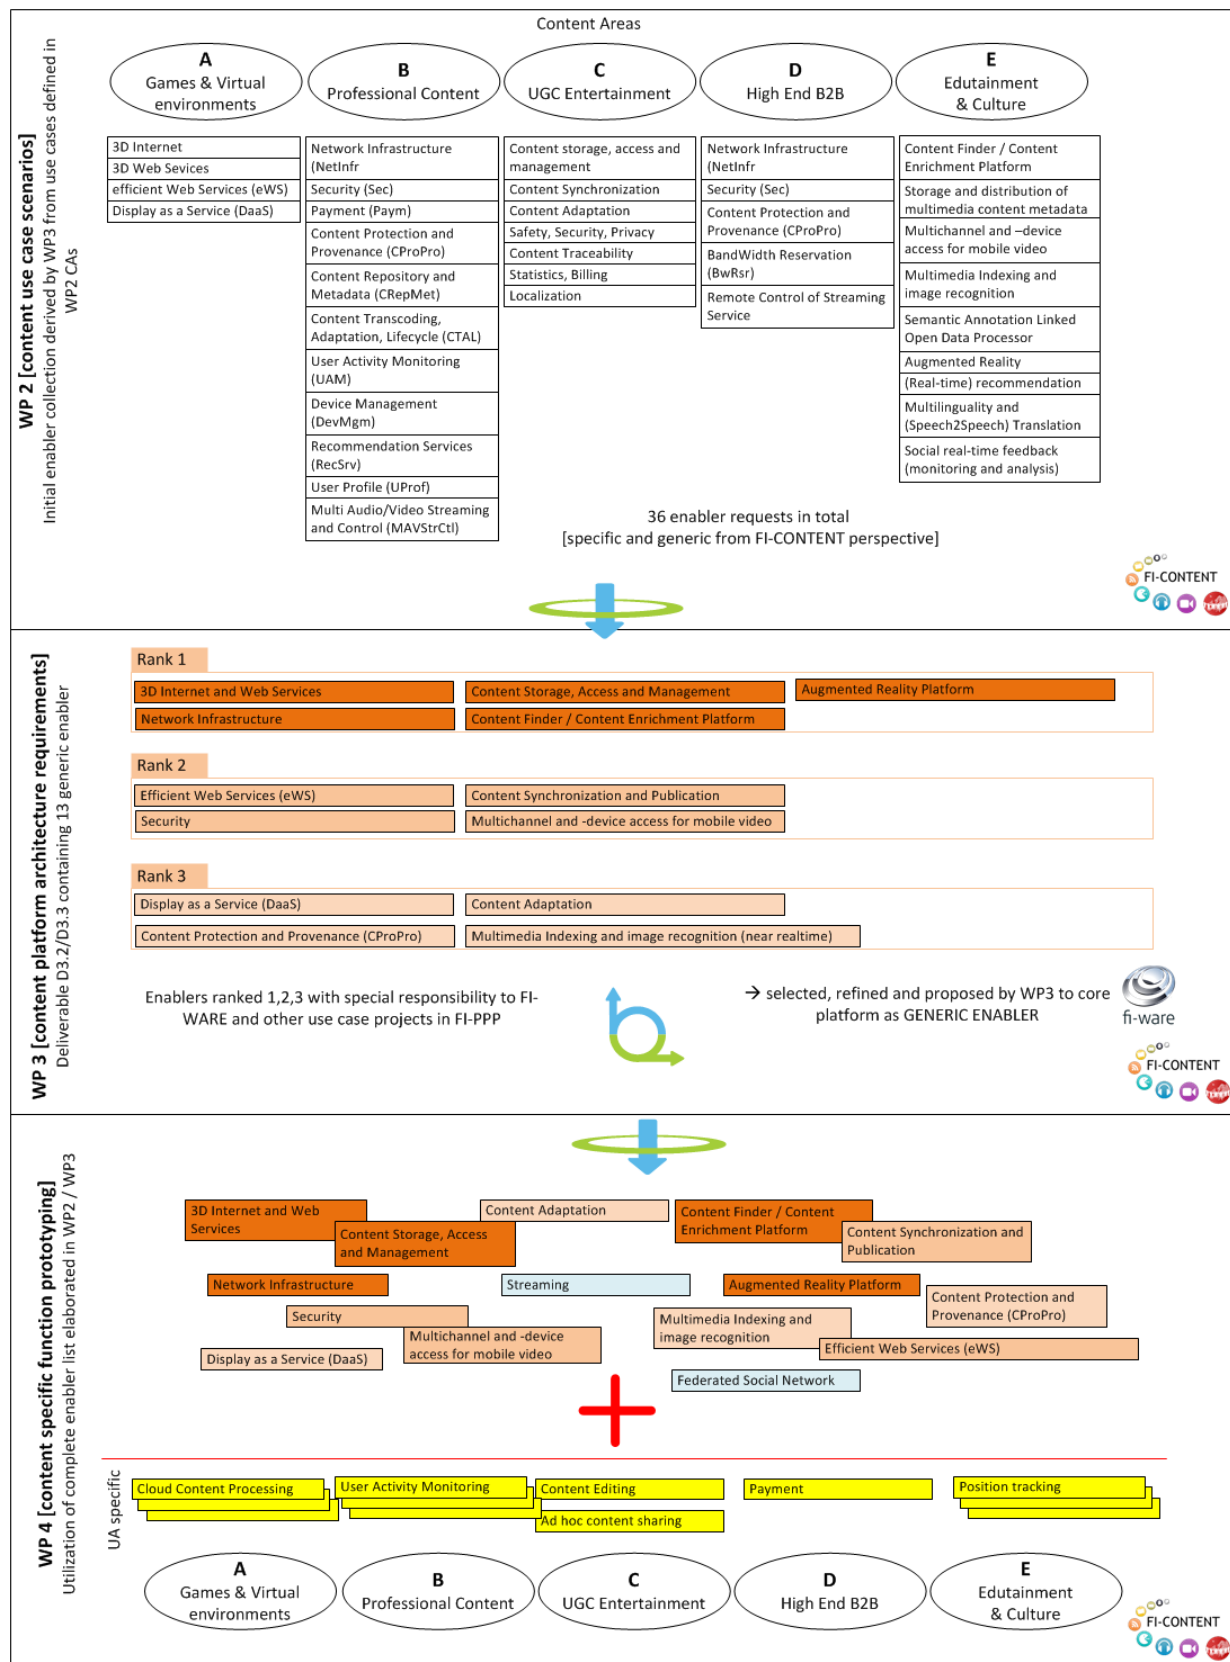 Content Areas
A
Games & Virtual
environments
B
Professional Content
C
UGC Entertainment
D
High End B2B
E
Edutainment
& Culture
WP 2 [content use case scenarios]
Initial enabler collection derived by WP3 from use cases defined in
WP2 CAs
3D Internet
3D Web Sevices
efficient Web Services (eWS)
Display as a Service (DaaS)
Network Infrastructure
(NetInfr
Security (Sec)
Payment (Paym)
Content Protection and
Provenance (CProPro)
Content Repository and
Metadata (CRepMet)
Content Transcoding,
Adaptation, Lifecycle (CTAL)
User Activity Monitoring
(UAM)
Device Management
(DevMgm)
Recommendation Services
(RecSrv)
User Profile (UProf)
Multi Audio/Video Streaming
and Control (MAVStrCtl)
Content storage, access and
management
Content Synchronization
Content Adaptation
Safety, Security, Privacy
Content Traceability
Statistics, Billing
Localization
Network Infrastructure
(NetInfr
Security (Sec)
Content Protection and
Provenance (CProPro)
BandWidth Reservation
(BwRsr)
Remote Control of Streaming
Service
Content Finder / Content
Enrichment Platform
Storage and distribution of
multimedia content metadata
Multichannel and –device
access for mobile video
Multimedia Indexing and
image recognition
Semantic Annotation Linked
Open Data Processor
Augmented Reality
(Real-time) recommendation
Multilinguality and
(Speech2Speech) Translation
Social real-time feedback
(monitoring and analysis)
36 enabler requests in total
[specific and generic from FI-CONTENT perspective]
FI-CONTENT
WP 3 [content platform architecture requirements]
Deliverable D3.2/D3.3 containing 13 generic enabler
Rank 1
3D Internet and Web Services
Content Storage, Access and Management
Augmented Reality Platform
Network Infrastructure
Content Finder / Content Enrichment Platform
Rank 2
Efficient Web Services (eWS)
Content Synchronization and Publication
Security
Multichannel and -device access for mobile video
Rank 3
Display as a Service (DaaS)
Content Adaptation
Content Protection and Provenance (CProPro)
Multimedia Indexing and image recognition (near realtime)
Enablers ranked 1,2,3 with special responsibility to FI-
WARE and other use case projects in FI-PPP
→ selected, refined and proposed by WP3 to core
platform as GENERIC ENABLER
fi-ware
FI-CONTENT
WP 4 [content specific function prototyping]
Utilization of complete enabler list elaborated in WP2 / WP3
3D Internet and Web
Services
Content Storage, Access
and Management
Content Adaptation
Content Finder / Content
Enrichment Platform
Content Synchronization and
Publication
Network Infrastructure
Streaming
Augmented Reality Platform
Content Protection and
Provenance (CProPro)
Security
Multichannel and -device
access for mobile video
Multimedia Indexing and
image recognition
Efficient Web Services (eWS)
Display as a Service (DaaS)
Federated Social Network
UA specific
Cloud Content Processing
User Activity Monitoring
Content Editing
Ad hoc content sharing
Payment
Position tracking
A
Games & Virtual
environments
B
Professional Content
C
UGC Entertainment
D
High End B2B
E
Edutainment
& Culture
FI-CONTENT